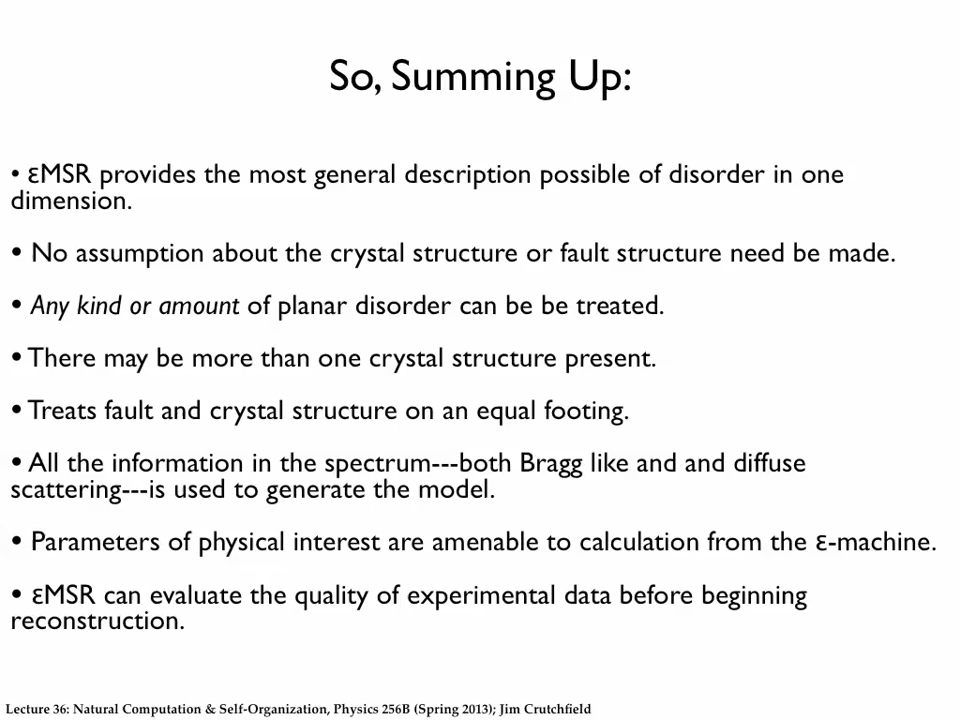 So, Summing Up:
• εMSR provides the most general description possible of disorder in one
dimension.
• No assumption about the crystal structure or fault structure need be made.
• Any kind or amount of planar disorder can be be treated.
• There may be more than one crystal structure present.
• Treats fault and crystal structure on an equal footing.
• All the information in the spectrum---both Bragg like and and diffuse
scattering---is used to generate the model.
• Parameters of physical interest are amenable to calculation from the ε-machine.
• εMSR can evaluate the quality of experimental data before beginning
reconstruction.
Lecture 36: Natural Computation & Self-Organization, Physics 256B (Spring 2013); Jim Crutchfield